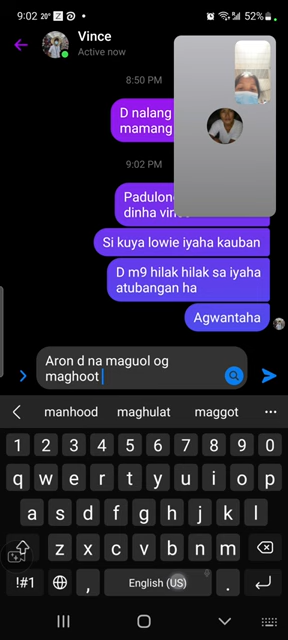 9:02 20° Z 52%
Vince
Active now
8:50 PM
D nalang
mamang
9:02 PM
Padulong
dinha vince
Si kuya lowie iyaha kauban
D m9 hilak hilak sa iyaha
atubangan ha
Agwantaha
Aron d na maguol og
maghoot
manhood maghulat maggot
1 2 3 4 5 6 7 8 9 0
q w e r t y u i o p
a s d f g h j k l
z x c v b n m
!#1 , English (US) .